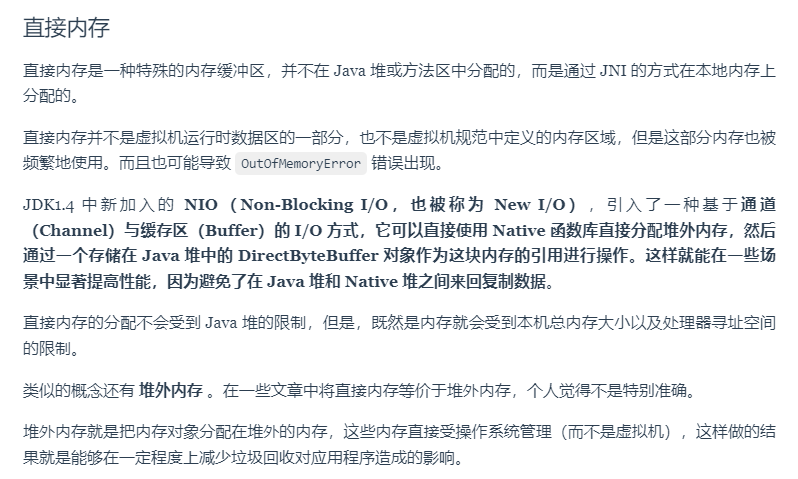 直接内存
直接内存是一种特殊的内存缓冲区，并不在 Java 堆或方法区中分配的，而是通过 JNI 的方式在本地内存上
分配的。
直接内存并不是虚拟机运行时数据区的一部分，也不是虚拟机规范中定义的内存区域，但是这部分内存也被
频繁地使用。而且也可能导致 OutOfMemoryError 错误出现。
JDK1.4 中新加入的 NIO（Non-Blocking I/O，也被称为 New I/O），引入了一种基于通道
（Channel）与缓存区（Buffer）的 I/O 方式，它可以直接使用 Native 函数库直接分配堆外内存，然后
通过一个存储在 Java 堆中的 DirectByteBuffer 对象作为这块内存的引用进行操作。这样就能在一些场
景中显著提高性能，因为避免了在 Java 堆和 Native 堆之间来回复制数据。
直接内存的分配不会受到 Java 堆的限制，但是，既然是内存就会受到本机总内存大小以及处理器寻址空间
的限制。
类似的概念还有 堆外内存 。在一些文章中将直接内存等价于堆外内存，个人觉得不是特别准确。
堆外内存就是把内存对象分配在堆外的内存，这些内存直接受操作系统管理（而不是虚拟机），这样做的结
果就是能够在一定程度上减少垃圾回收对应用程序造成的影响。